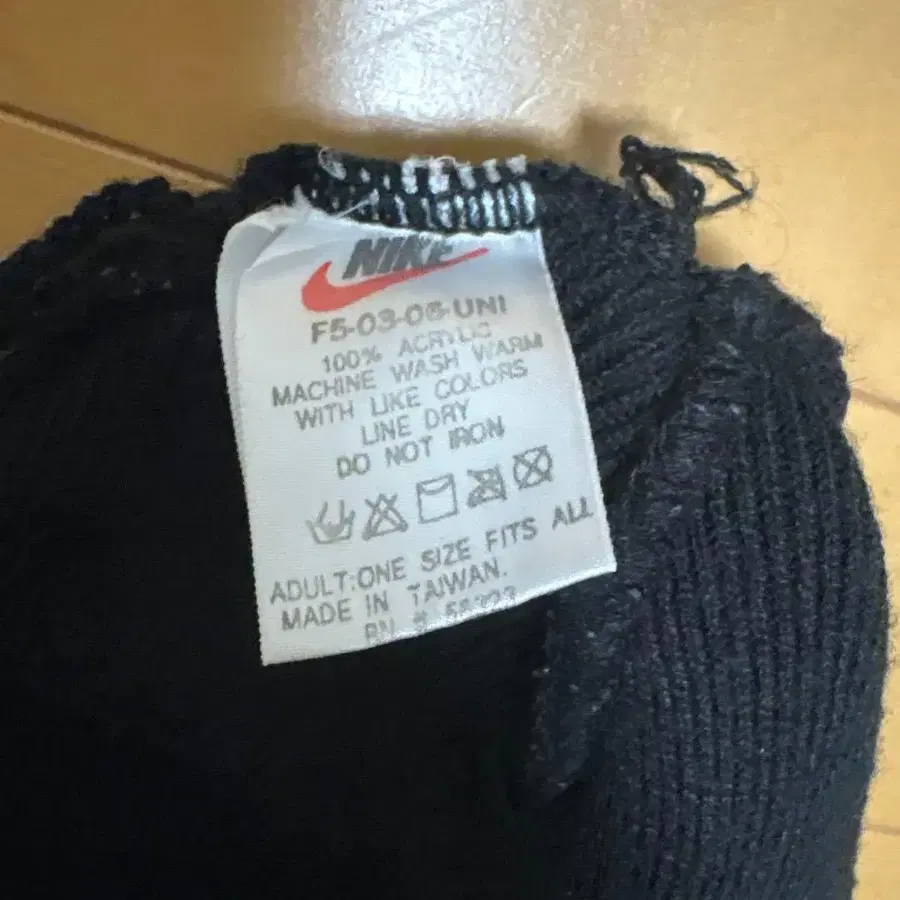 NIKE
F5-03-06-UNI
100% ACRYLIC
MACHINE WASH WARM
WITH LIKE COLORS
LINE DRY
DO NOT IRON
ADULT:ONE SIZE FITS ALL
MADE IN TAIWAN.
RN